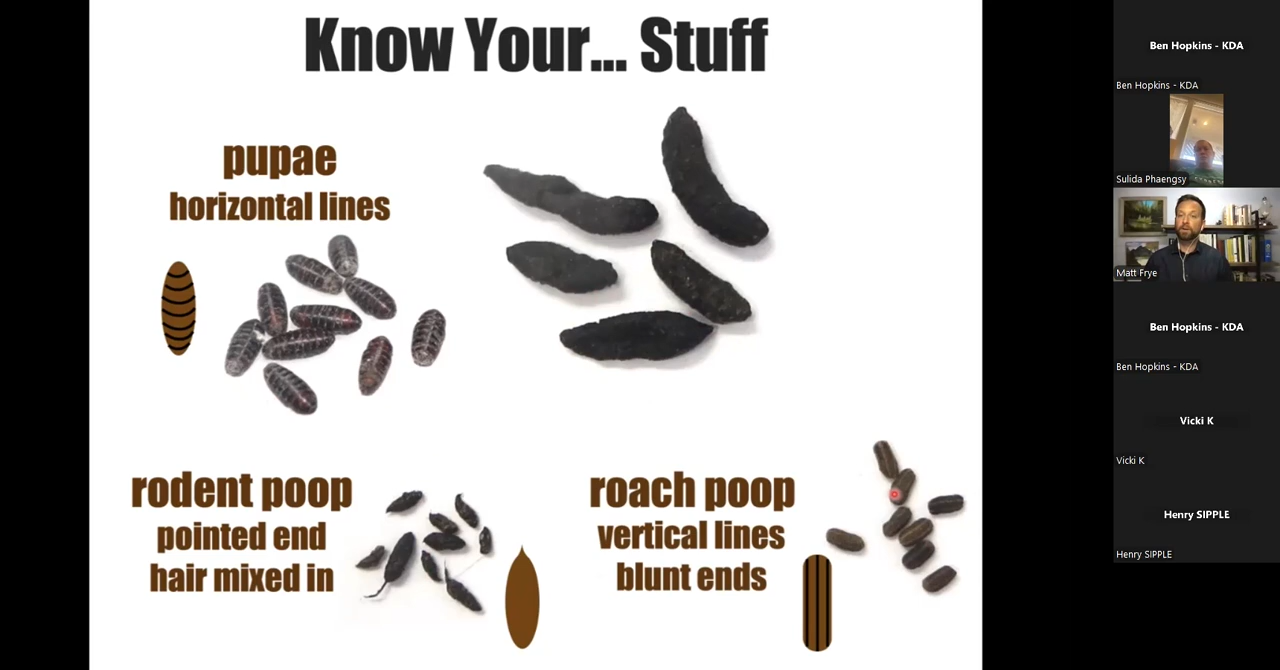 Know Your... Stuff
pupae
horizontal lines
rodent poop
pointed end
hair mixed in
roach poop
vertical lines
blunt ends
Ben Hopkins - KDA
Ben Hopkins - KDA
Sulida Phaengsy
Matt Frye
Ben Hopkins - KDA
Ben Hopkins - KDA
Vicki K
Vicki K
Henry SIPPLE
Henry SIPPLE